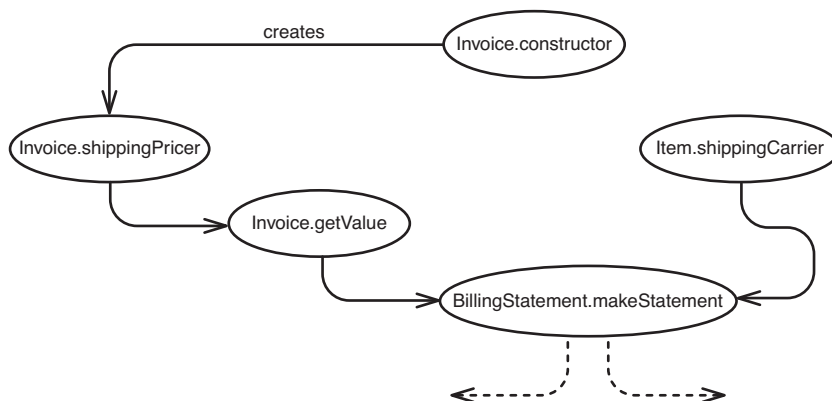 creates
Invoice.constructor
Invoice.shippingPricer
Item.shippingCarrier
Invoice.getValue
BillingStatement.makeStatement